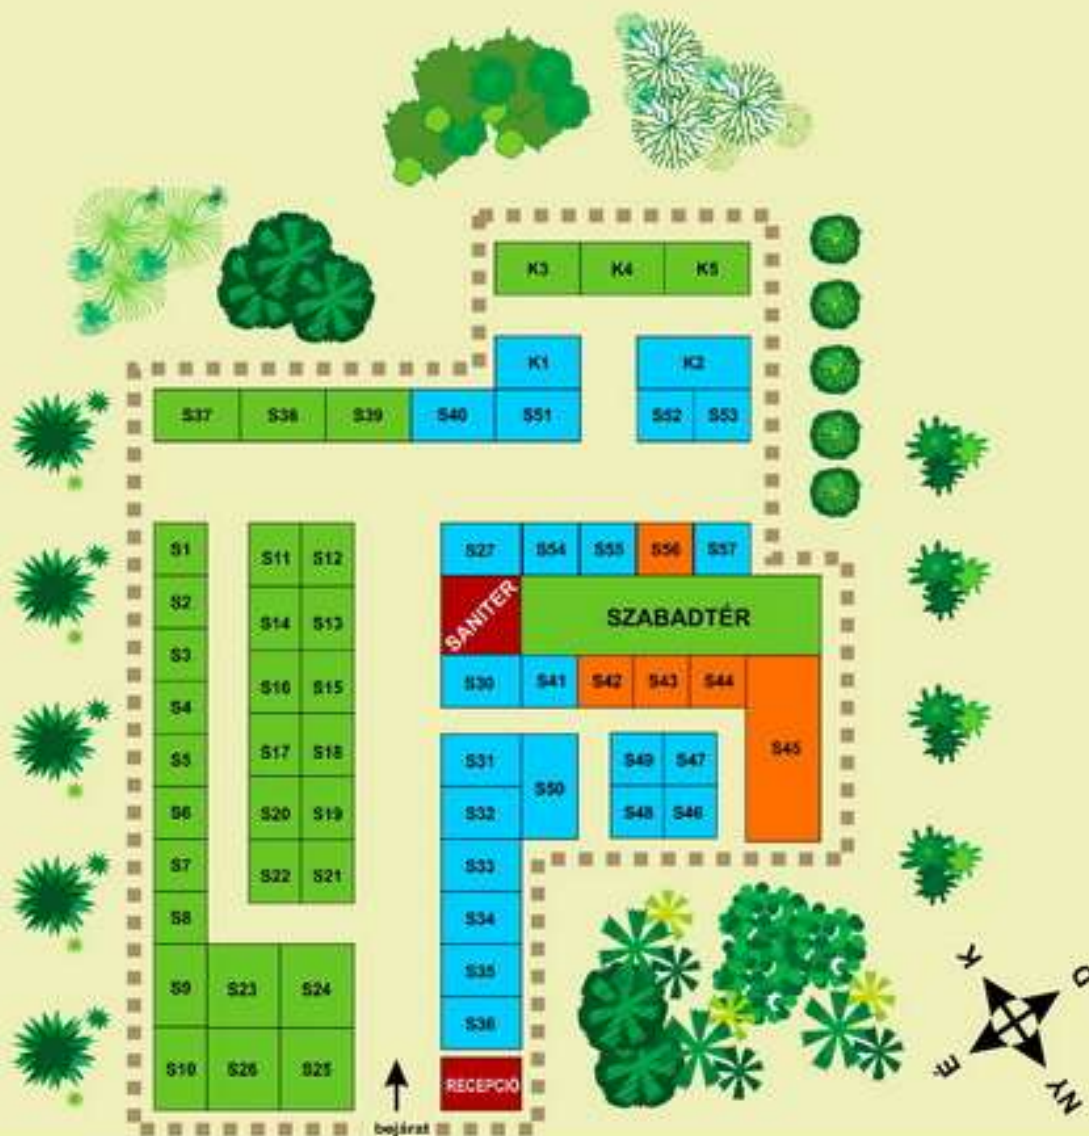 K3 K4 K5
K1 K2
S37 S38 S39 S40 S51 S52 S53
S1 S11 S12 S27 S54 S55 S56 S57
S2 S14 S13 SANITER SZABADTÉR
S3 S16 S15 S30 S41 S42 S43 S44
S4
S5 S17 S18 S31 S50 S49 S47 S45
S6 S20 S19 S32 S48 S46
S7 S22 S21 S33
S8 S34
S9 S23 S24 S35
S36
S10 S26 S25 RECEPCIÓ
bejárat
K D
É NY